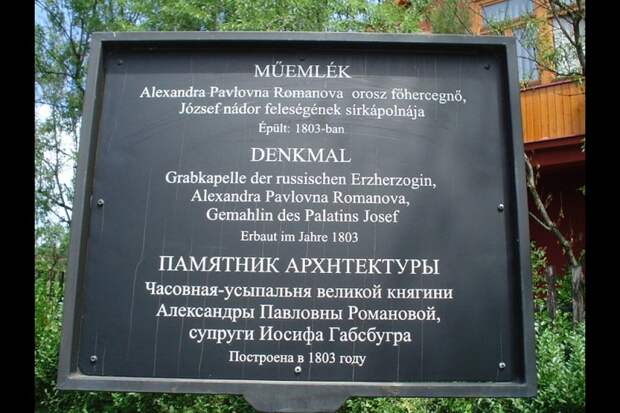 MŰEMLÉK
Alexandra Pavlovna Romanova orosz főhercegnő,
József nádor feleségének sírkápolnája
Épült: 1803-ban
DENKMAL
Grabkapelle der russischen Erzherzogin,
Alexandra Pavlovna Romanova,
Gemahlin des Palatins Josef
Erbaut im Jahre 1803
ПАМЯТНИК АРХНТЕКТУРЫ
Часовная-усыпальня великой княгини
Александры Павловны Романовой,
супруги Иосифа Габсбугра
Построена в 1803 году